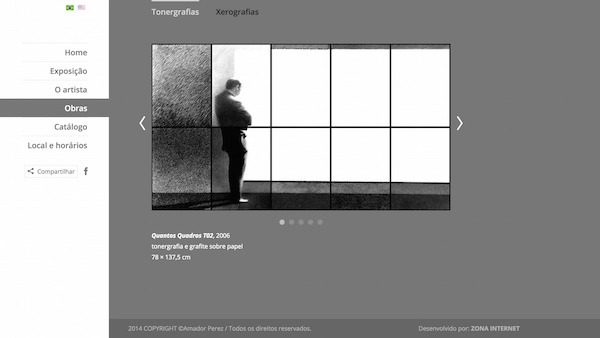 Tonergrafias
Xerografias
Home
Exposição
O artista
Obras
Catálogo
Local e horários
Compartilhar
Quantos Quadros T02, 2006
tonergrafia e grafite sobre papel
78 × 137,5 cm
2014 COPYRIGHT ©Amador Perez / Todos os direitos reservados.
Desenvolvido por: ZONA INTERNET